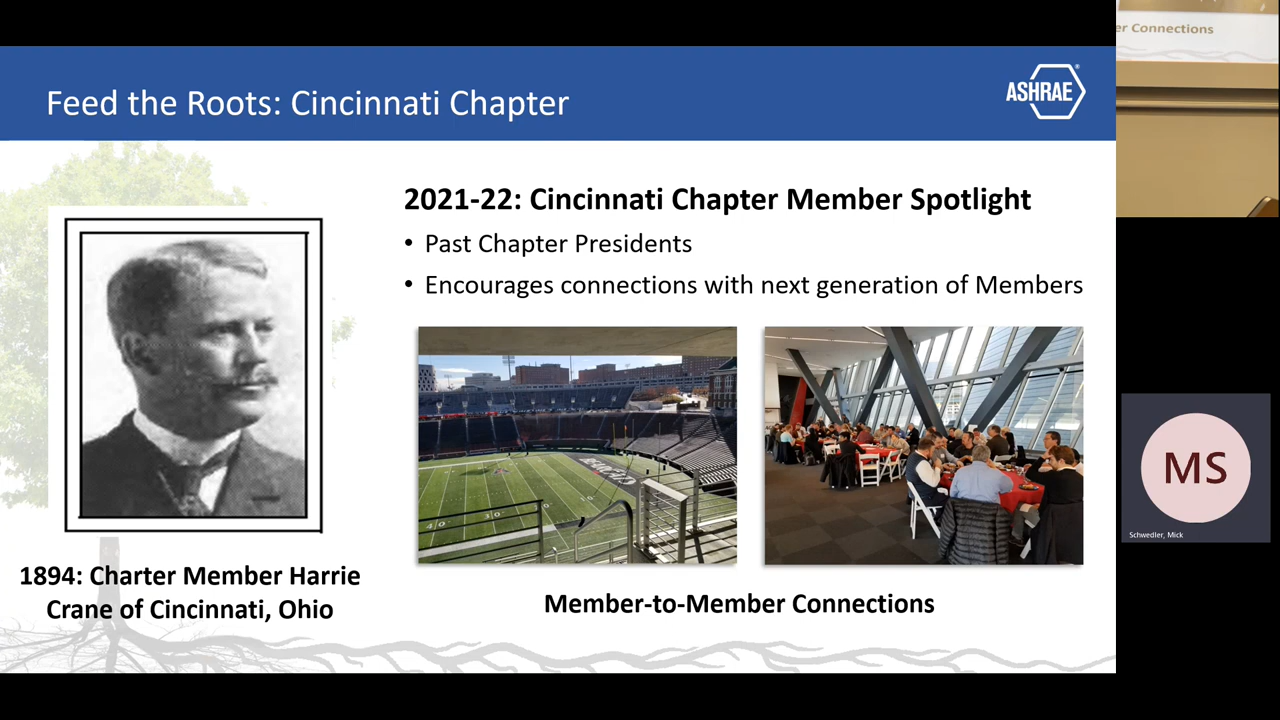 Feed the Roots: Cincinnati Chapter
ASHRAE
®
er Connections
2021-22: Cincinnati Chapter Member Spotlight
• Past Chapter Presidents
• Encourages connections with next generation of Members
1894: Charter Member Harrie
Crane of Cincinnati, Ohio
Member-to-Member Connections
MS
Schwedler, Mick